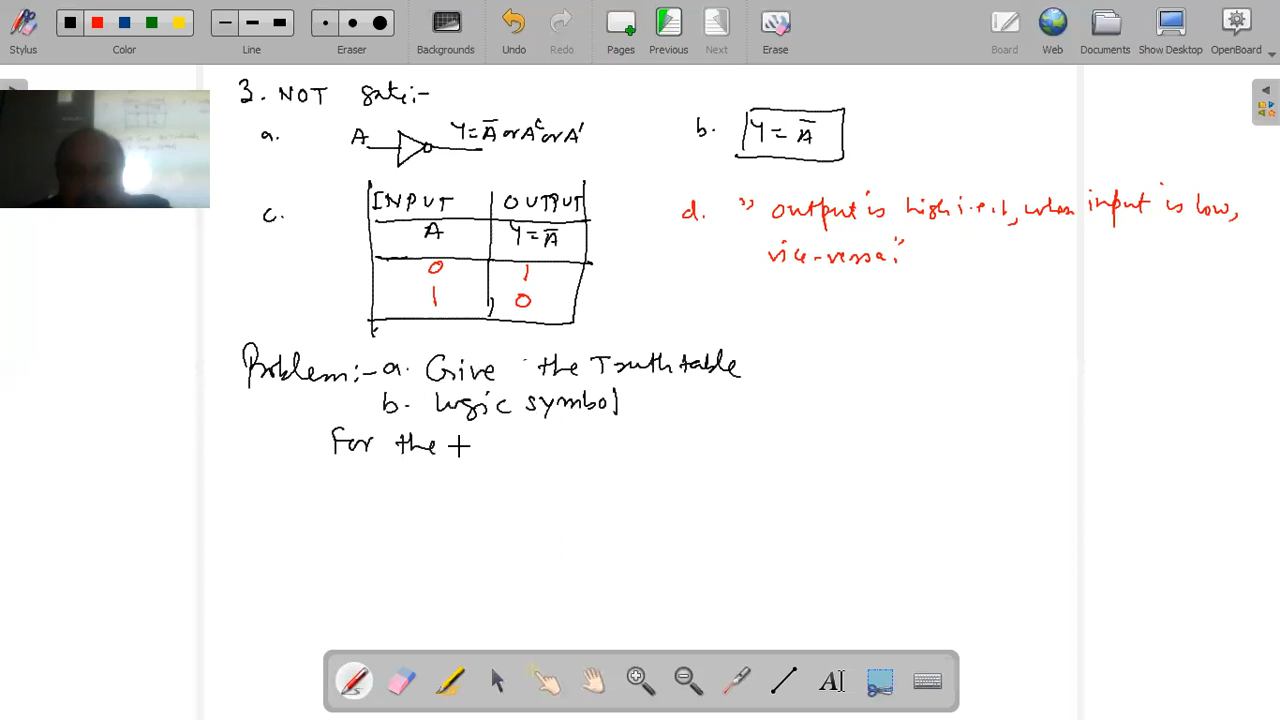 Stylus Color Line Eraser Backgrounds Undo Redo Pages Previous Next Erase Board Web Documents Show Desktop OpenBoard
3. NOT gate:-
a. A Y = A̅ or Aᶜ or A'
b. Y = A̅
c. INPUT OUTPUT
A Y = A̅
0 1
1 0
d. " output is high i.e. 1, when input is low,
vice-versa."
Problem:- a. Give the Truth table
b. Logic symbol
For the +